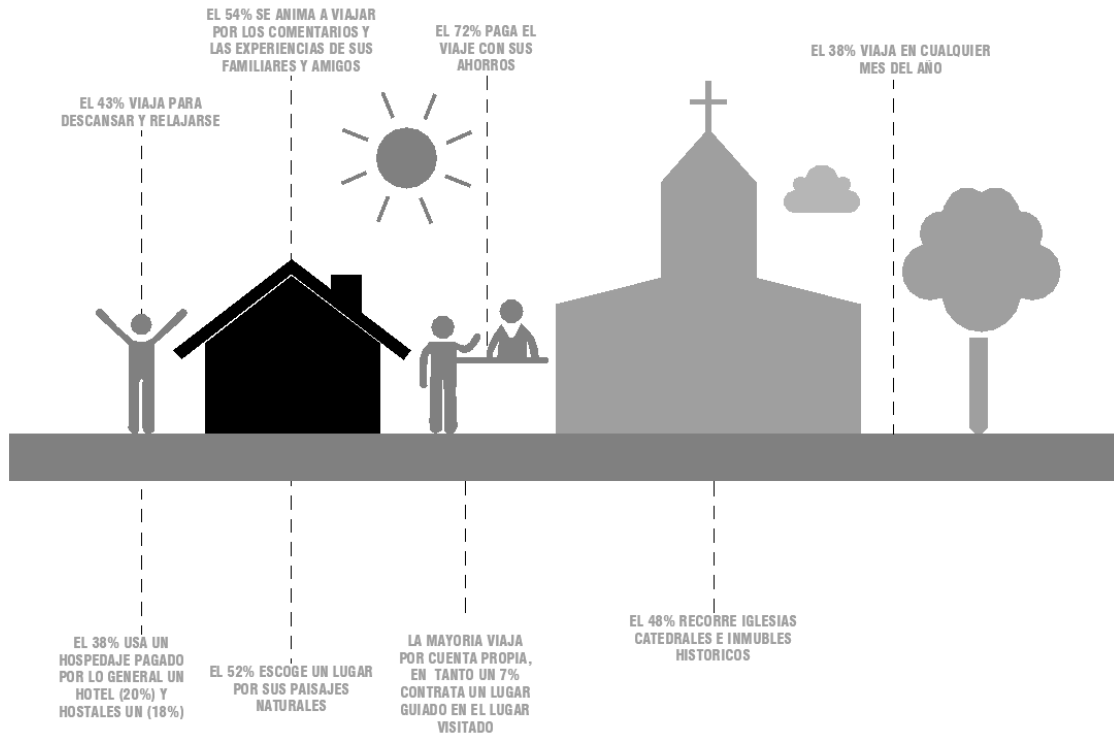 EL 54% SE ANIMA A VIAJAR
POR LOS COMENTARIOS Y
LAS EXPERIENCIAS DE SUS
FAMILIARES Y AMIGOS
EL 72% PAGA EL
VIAJE CON SUS
AHORROS
EL 38% VIAJA EN CUALQUIER
MES DEL AÑO
EL 43% VIAJA PARA
DESCANSAR Y RELAJARSE
EL 38% USA UN
HOSPEDAJE PAGADO
POR LO GENERAL UN
HOTEL (20%) Y
HOSTALES UN (18%)
EL 52% ESCOGE UN LUGAR
POR SUS PAISAJES
NATURALES
LA MAYORIA VIAJA
POR CUENTA PROPIA,
EN TANTO UN 7%
CONTRATA UN LUGAR
GUIADO EN EL LUGAR
VISITADO
EL 48% RECORRE IGLESIAS
CATEDRALES E INMUBLES
HISTORICOS